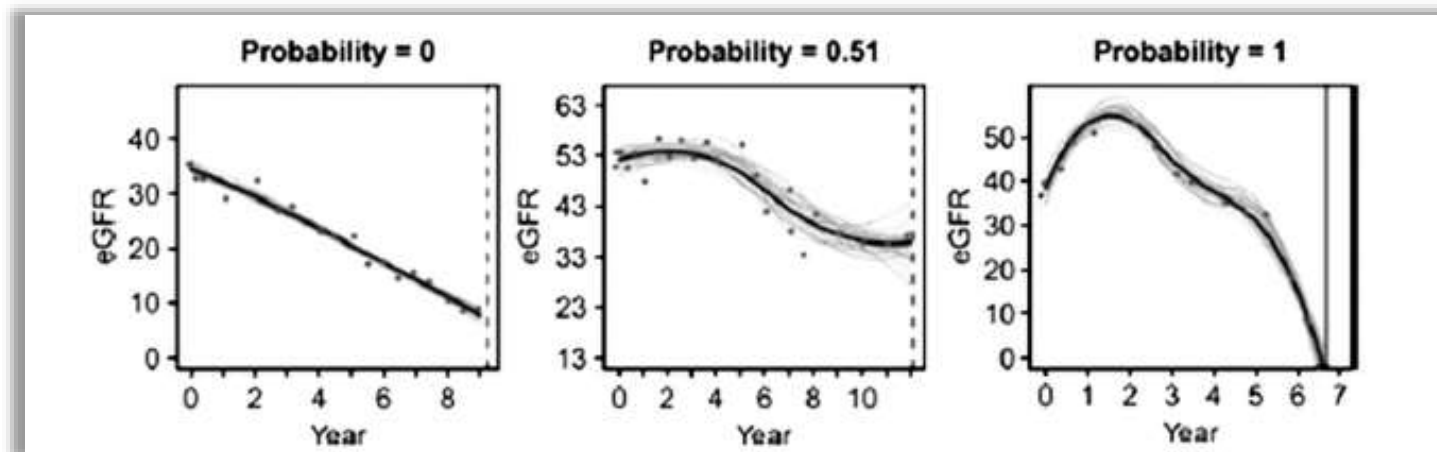 Probability = 0
Probability = 0.51
Probability = 1
eGFR
40
30
20
10
0
0 2 4 6 8
Year
eGFR
63
53
43
33
23
13
0 2 4 6 8 10
Year
eGFR
50
40
30
20
10
0
0 1 2 3 4 5 6 7
Year